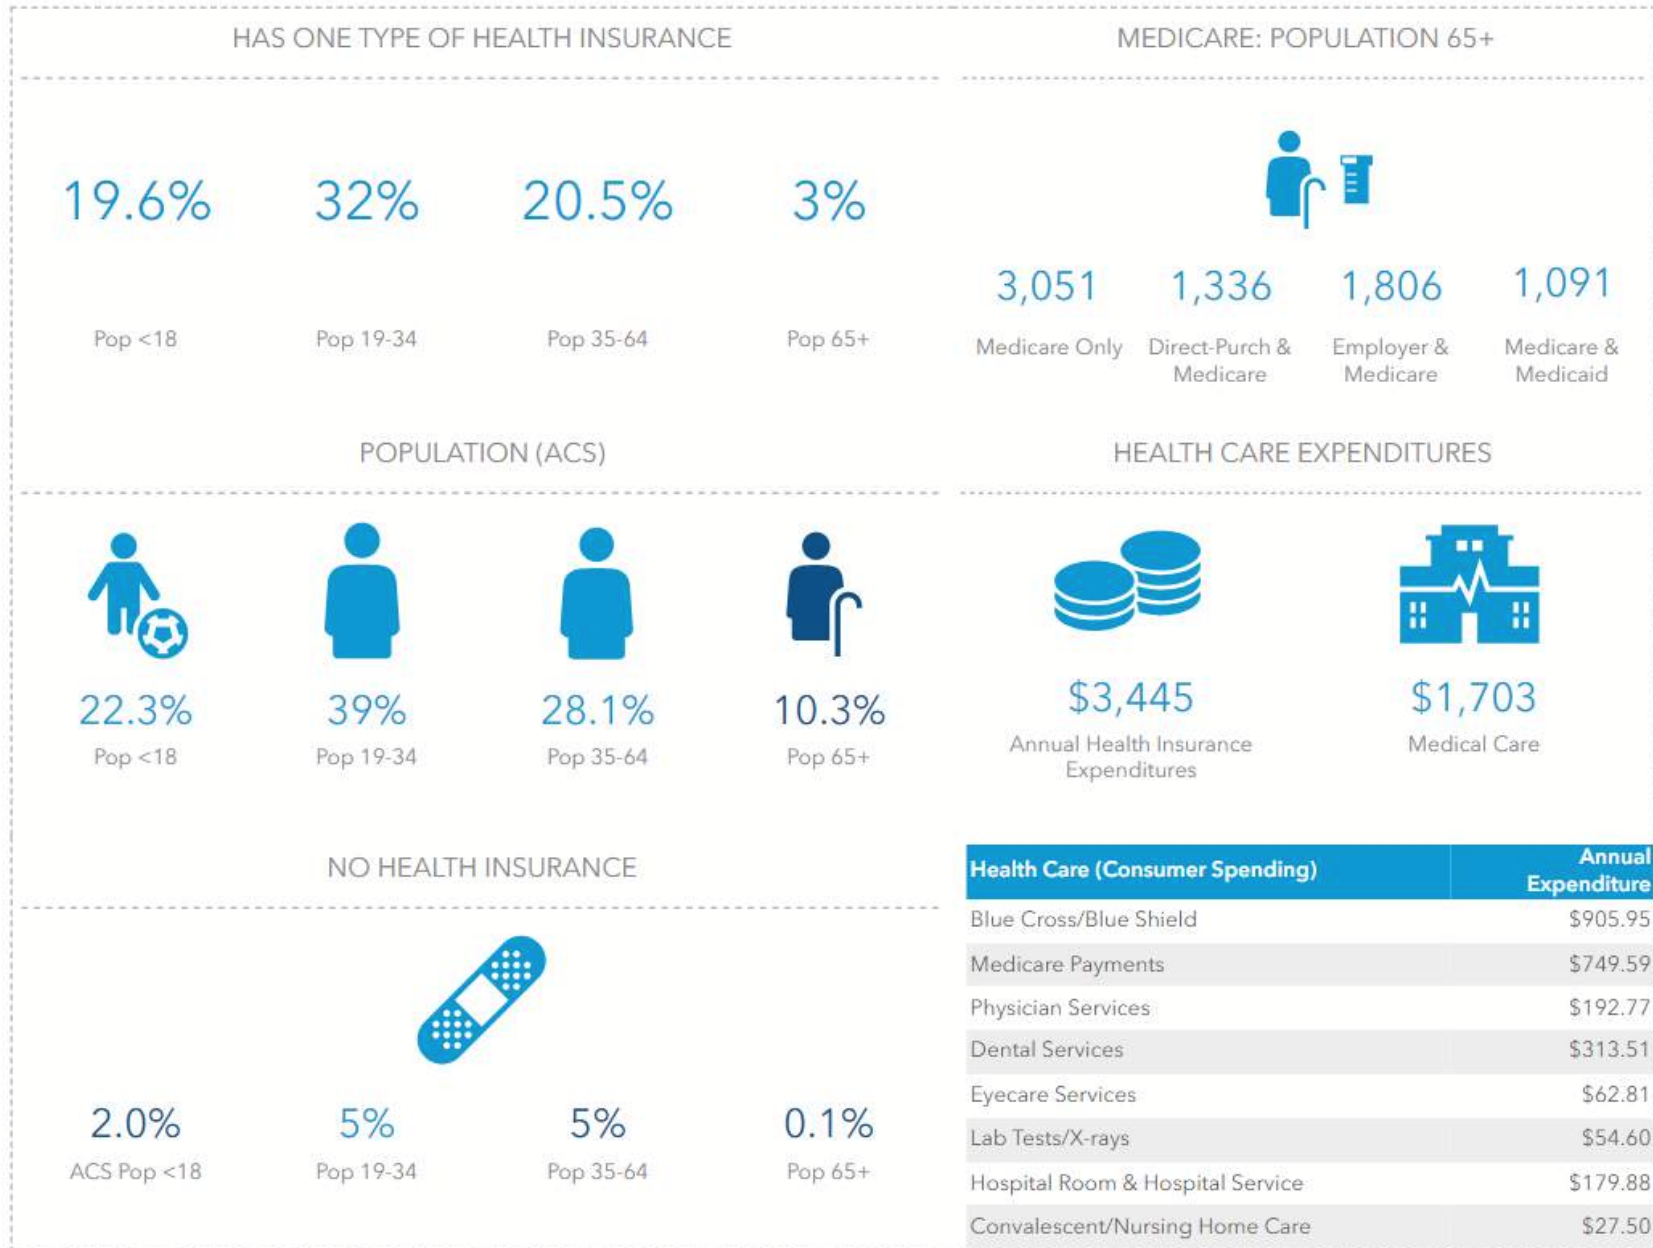 HAS ONE TYPE OF HEALTH INSURANCE
19.6% 32% 20.5% 3%
Pop <18 Pop 19-34 Pop 35-64 Pop 65+
MEDICARE: POPULATION 65+
3,051 1,336 1,806 1,091
Medicare Only Direct-Purch & Employer & Medicare &
Medicare Medicare Medicaid
POPULATION (ACS)
22.3% 39% 28.1% 10.3%
Pop <18 Pop 19-34 Pop 35-64 Pop 65+
HEALTH CARE EXPENDITURES
$3,445 $1,703
Annual Health Insurance Medical Care
Expenditures
NO HEALTH INSURANCE
2.0% 5% 5% 0.1%
ACS Pop <18 Pop 19-34 Pop 35-64 Pop 65+
Health Care (Consumer Spending) Annual
Expenditure
Blue Cross/Blue Shield $905.95
Medicare Payments $749.59
Physician Services $192.77
Dental Services $313.51
Eyecare Services $62.81
Lab Tests/X-rays $54.60
Hospital Room & Hospital Service $179.88
Convalescent/Nursing Home Care $27.50